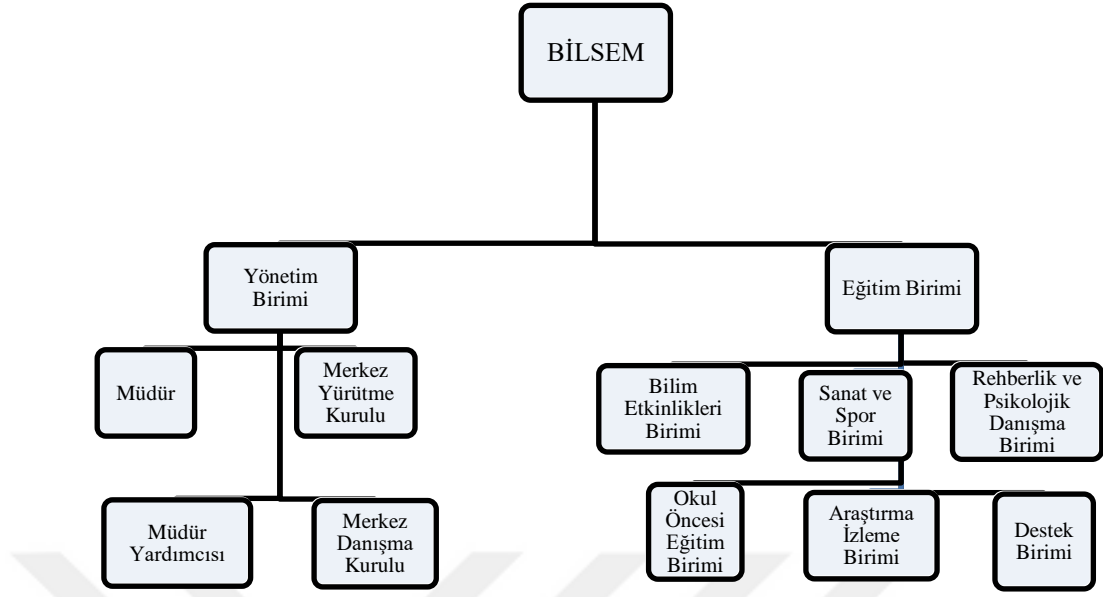 BİLSEM
Yönetim
Birimi
Eğitim Birimi
Müdür
Merkez
Yürütme
Kurulu
Bilim
Etkinlikleri
Birimi
Sanat ve
Spor
Birimi
Rehberlik ve
Psikolojik
Danışma
Birimi
Müdür
Yardımcısı
Merkez
Danışma
Kurulu
Okul
Öncesi
Eğitim
Birimi
Araştırma
İzleme
Birimi
Destek
Birimi